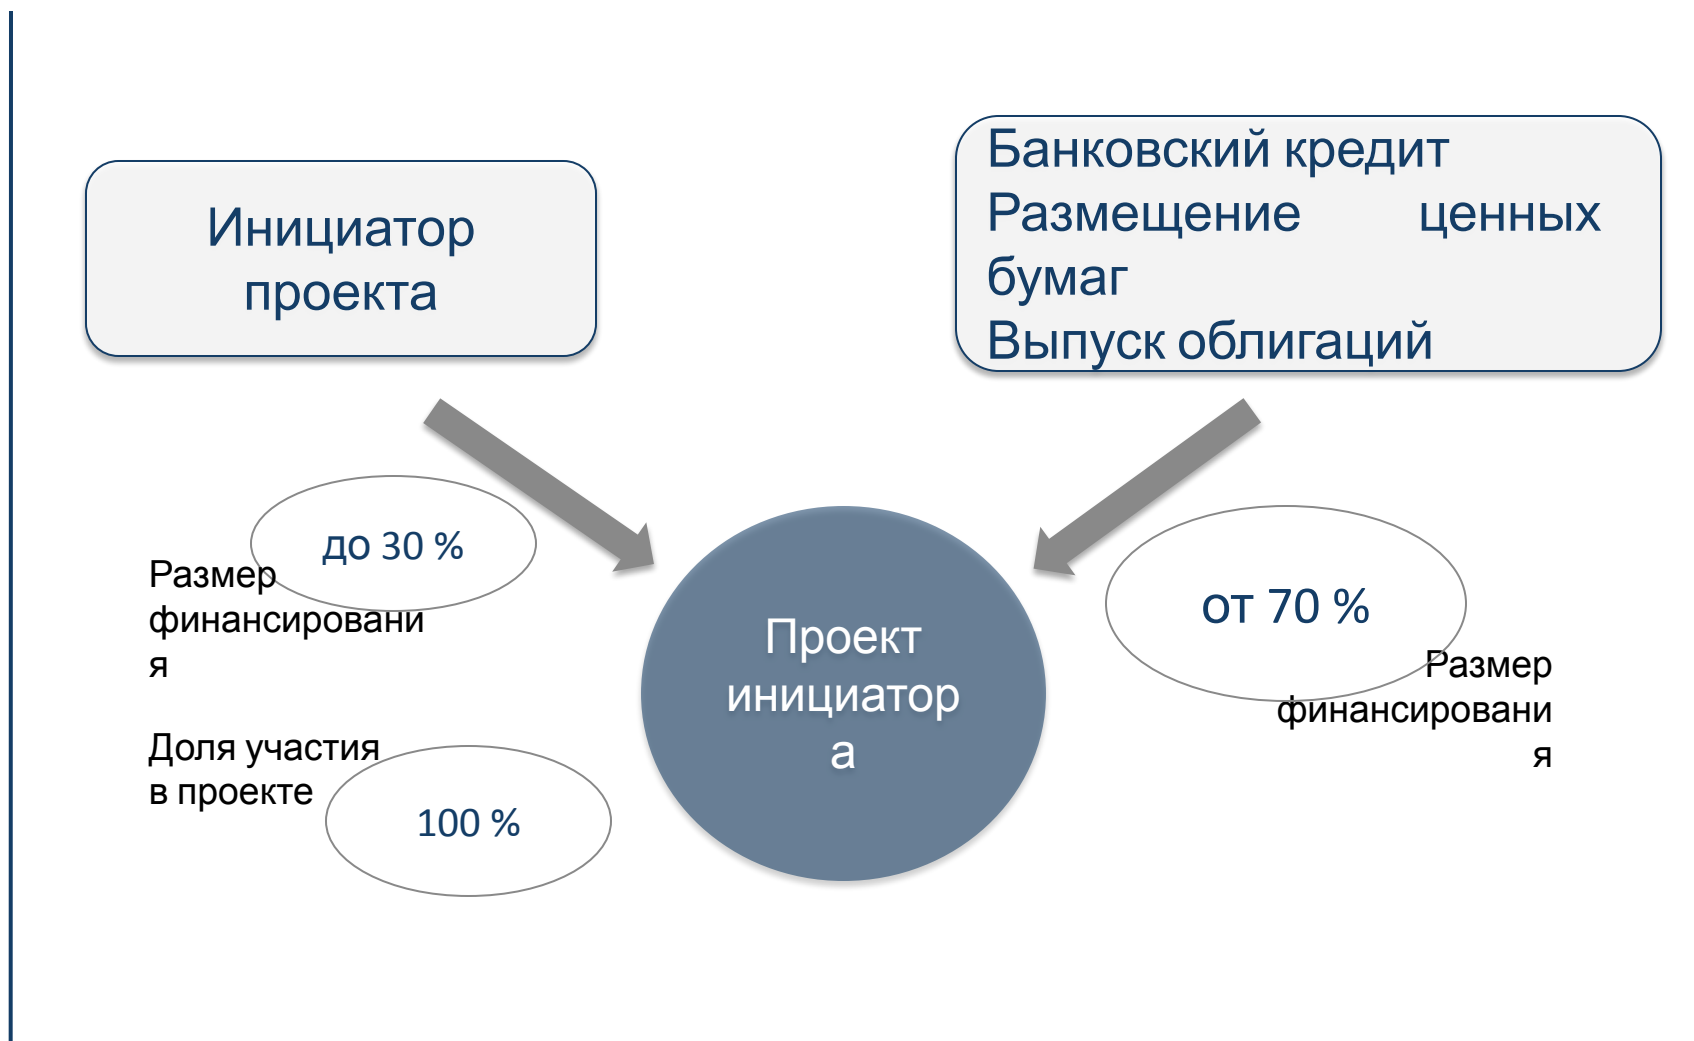 Инициатор
проекта
Банковский кредит
Размещение ценных
бумаг
Выпуск облигаций
до 30 %
Размер
финансировани
я
Доля участия
в проекте
100 %
Проект
инициатор
а
от 70 %
Размер
финансировани
я